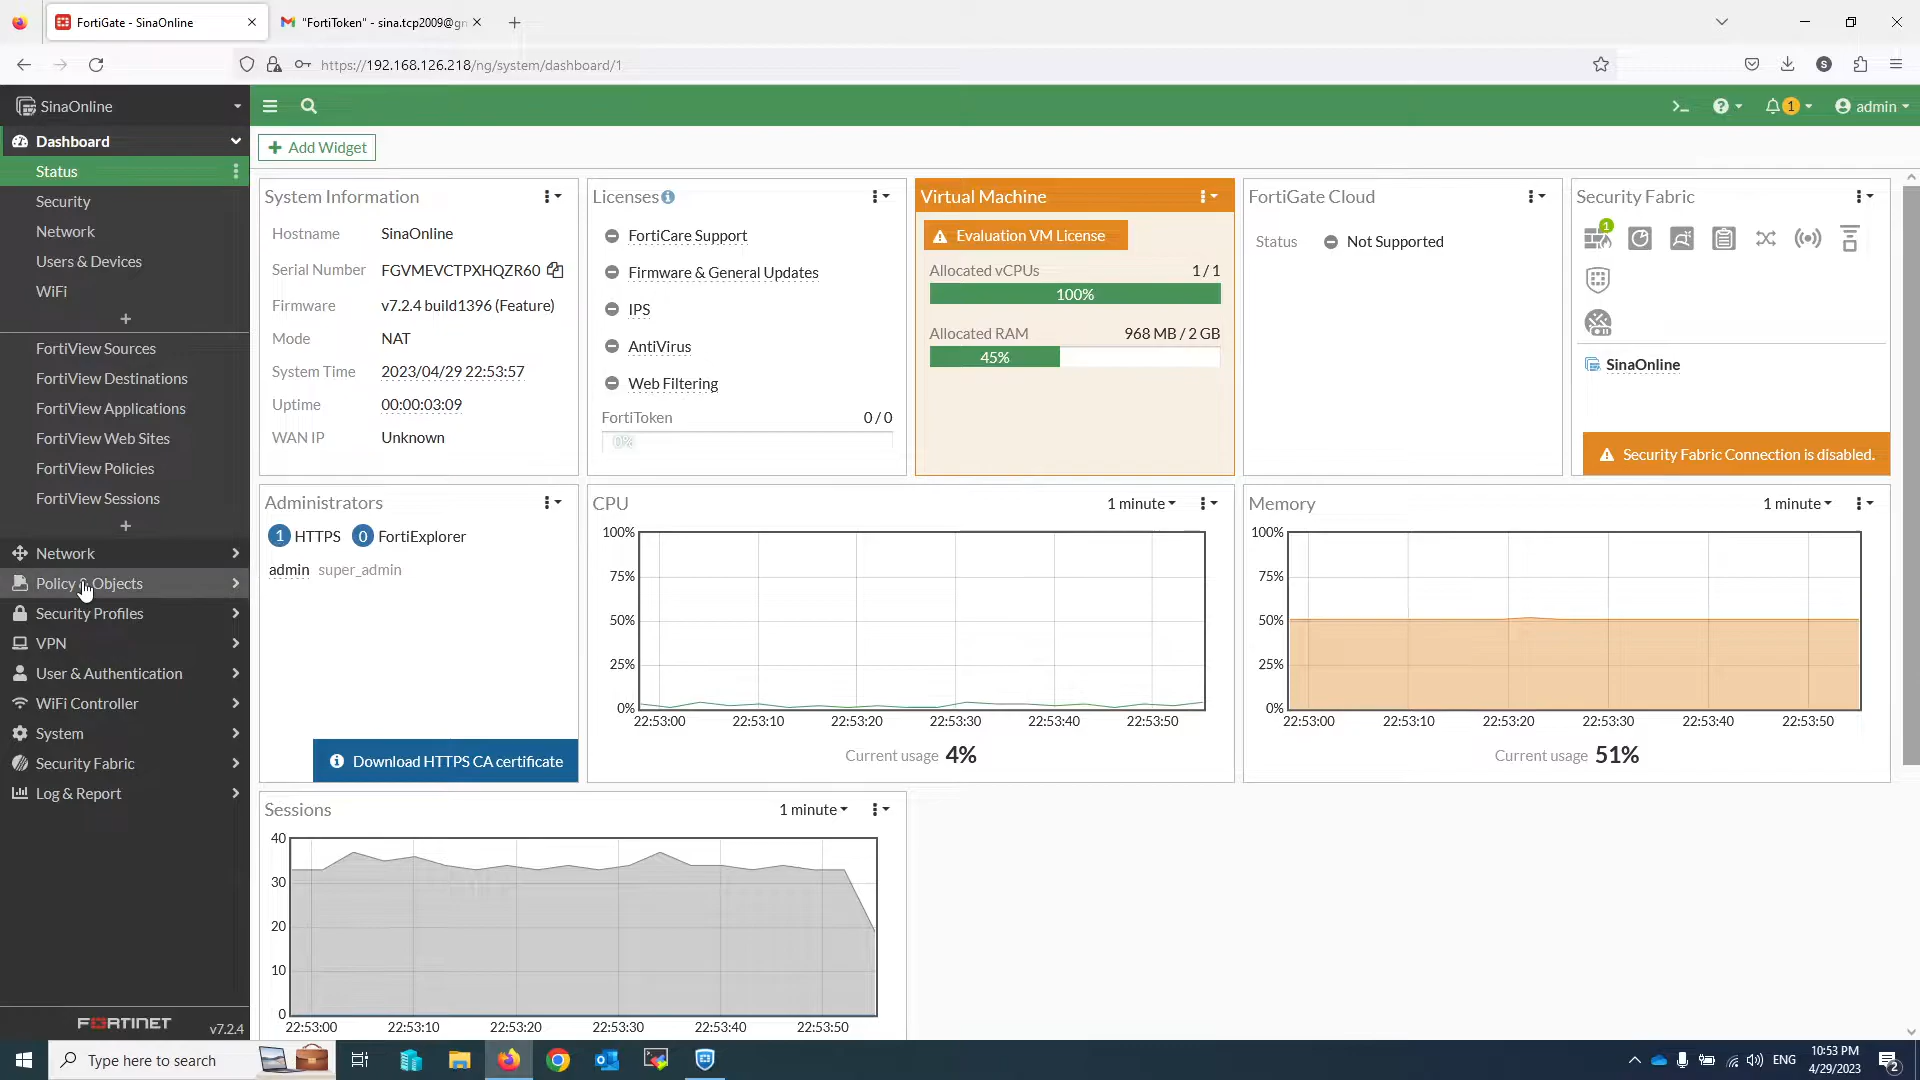 FortiGate - SinaOnline
"FortiToken" - sina.tcp2009@gn
https://192.168.126.218/ng/system/dashboard/1
S
SinaOnline
1
admin
Dashboard
Status
Security
Network
Users & Devices
WiFi
FortiView Sources
FortiView Destinations
FortiView Applications
FortiView Web Sites
FortiView Policies
FortiView Sessions
Network
Policy & Objects
Security Profiles
VPN
User & Authentication
WiFi Controller
System
Security Fabric
Log & Report
FORTINET
v7.2.4
Add Widget
System Information
Hostname SinaOnline
Serial Number FGVMEVCTPXHQZR60
Firmware v7.2.4 build1396 (Feature)
Mode NAT
System Time 2023/04/29 22:53:57
Uptime 00:00:03:09
WAN IP Unknown
Licenses
FortiCare Support
Firmware & General Updates
IPS
AntiVirus
Web Filtering
FortiToken 0 / 0
0%
Virtual Machine
Evaluation VM License
Allocated vCPUs 1 / 1
100%
Allocated RAM 968 MB / 2 GB
45%
FortiGate Cloud
Status Not Supported
Security Fabric
1
SinaOnline
Security Fabric Connection is disabled.
Administrators
1 HTTPS 0 FortiExplorer
admin super_admin
Download HTTPS CA certificate
CPU 1 minute
100%
75%
50%
25%
0%
22:53:00 22:53:10 22:53:20 22:53:30 22:53:40 22:53:50
Current usage 4%
Memory 1 minute
100%
75%
50%
25%
0%
22:53:00 22:53:10 22:53:20 22:53:30 22:53:40 22:53:50
Current usage 51%
Sessions 1 minute
40
30
20
10
0
22:53:00 22:53:10 22:53:20 22:53:30 22:53:40 22:53:50
Type here to search
ENG
10:53 PM
4/29/2023
2